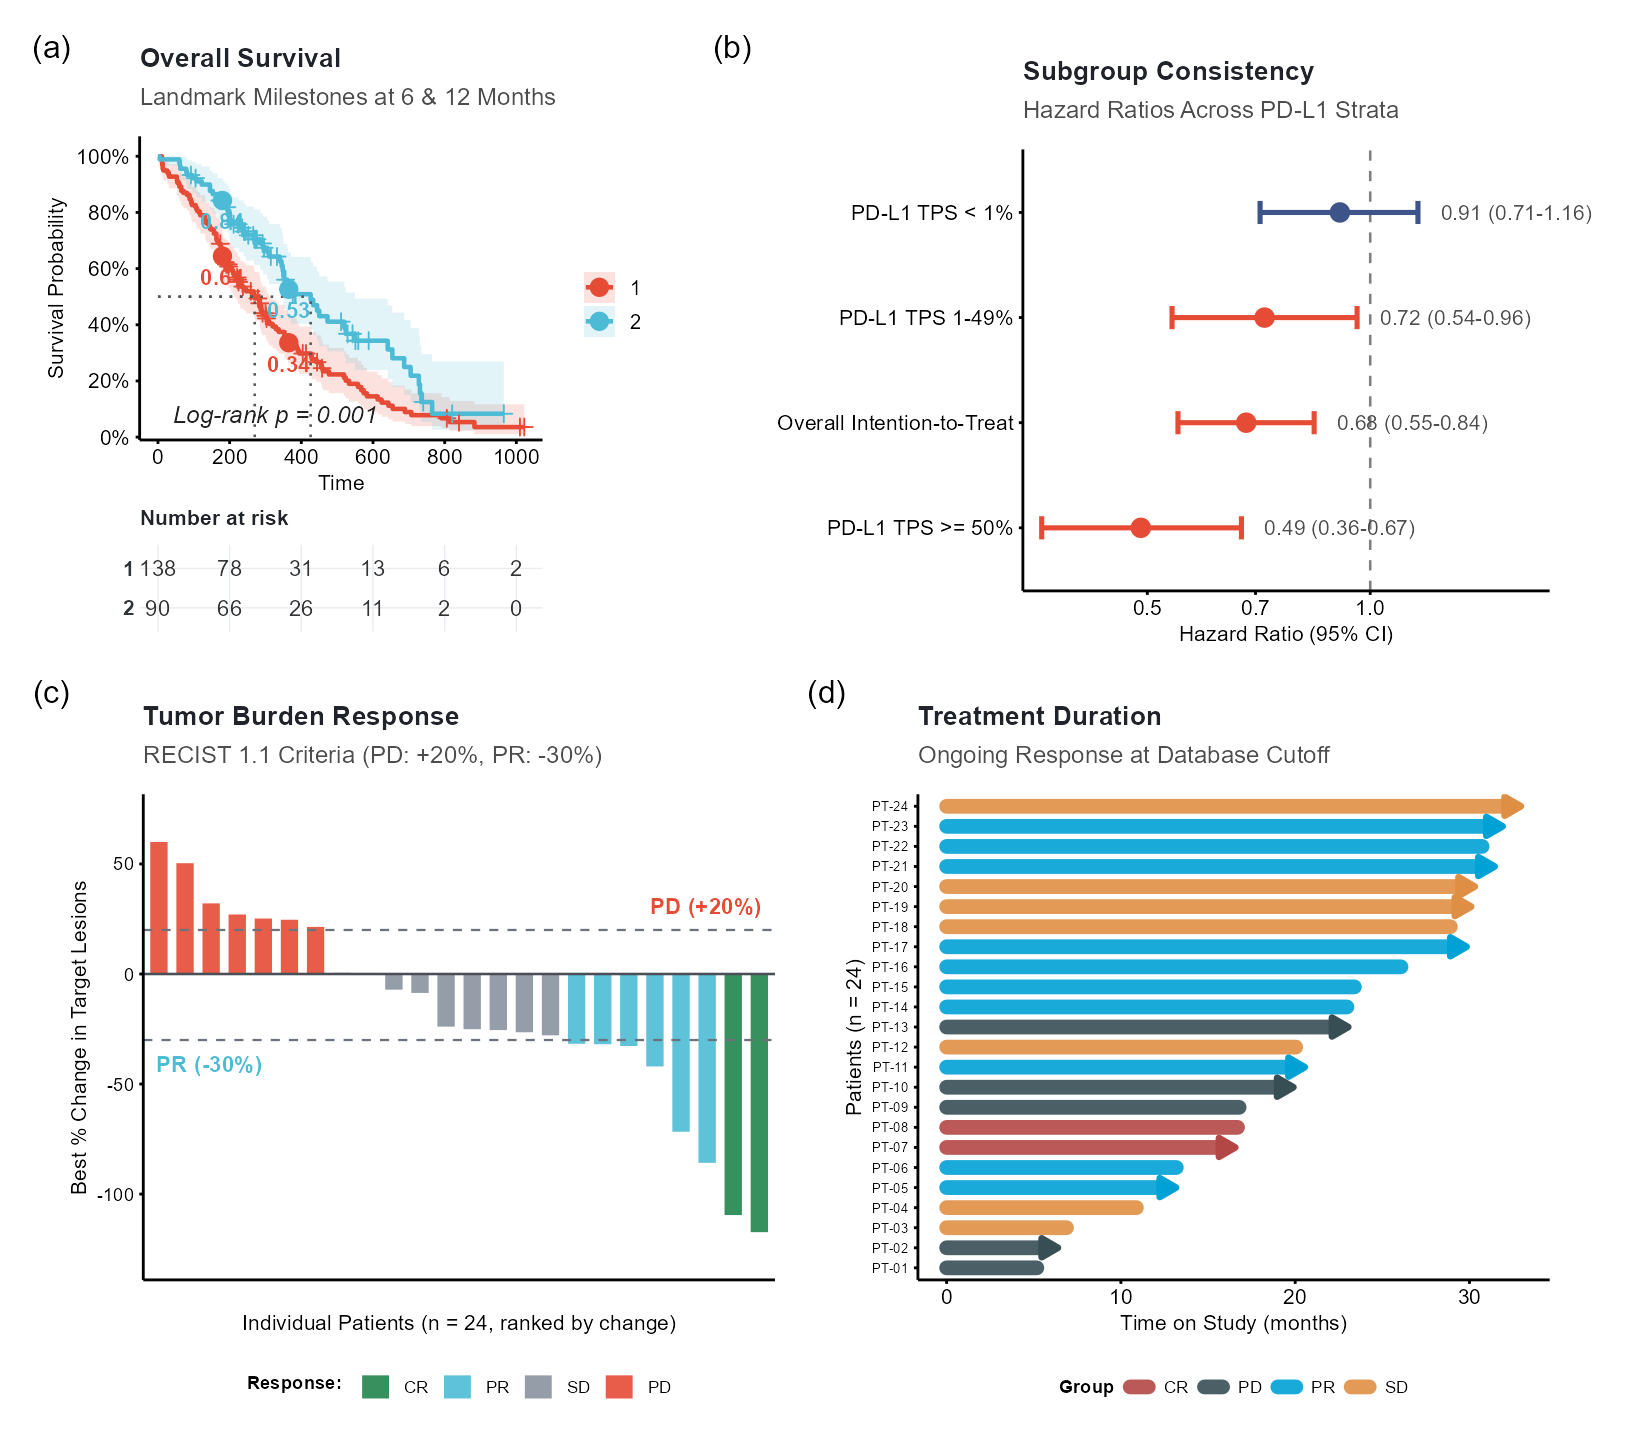 (a)
Overall Survival
Landmark Milestones at 6 & 12 Months
Survival Probability
100%
80%
60%
40%
20%
0%
0.53
0.34
Log-rank p = 0.001
0 200 400 600 800 1000
Time
1
2
Number at risk
1 138 78 31 13 6 2
2 90 66 26 11 2 0
(b)
Subgroup Consistency
Hazard Ratios Across PD-L1 Strata
PD-L1 TPS < 1%
0.91 (0.71-1.16)
PD-L1 TPS 1-49%
0.72 (0.54-0.96)
Overall Intention-to-Treat
0.68 (0.55-0.84)
PD-L1 TPS >= 50%
0.49 (0.36-0.67)
0.5 0.7 1.0
Hazard Ratio (95% CI)
(c)
Tumor Burden Response
RECIST 1.1 Criteria (PD: +20%, PR: -30%)
Best % Change in Target Lesions
50
0
-50
-100
PD (+20%)
PR (-30%)
Individual Patients (n = 24, ranked by change)
Response: CR PR SD PD
(d)
Treatment Duration
Ongoing Response at Database Cutoff
Patients (n = 24)
PT-24
PT-23
PT-22
PT-21
PT-20
PT-19
PT-18
PT-17
PT-16
PT-15
PT-14
PT-13
PT-12
PT-11
PT-10
PT-09
PT-08
PT-07
PT-06
PT-05
PT-04
PT-03
PT-02
PT-01
0 10 20 30
Time on Study (months)
Group CR PD PR SD